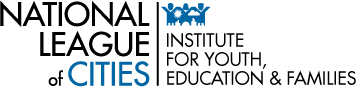 NATIONAL
LEAGUE
of CITIES
INSTITUTE
FOR YOUTH,
EDUCATION & FAMILIES